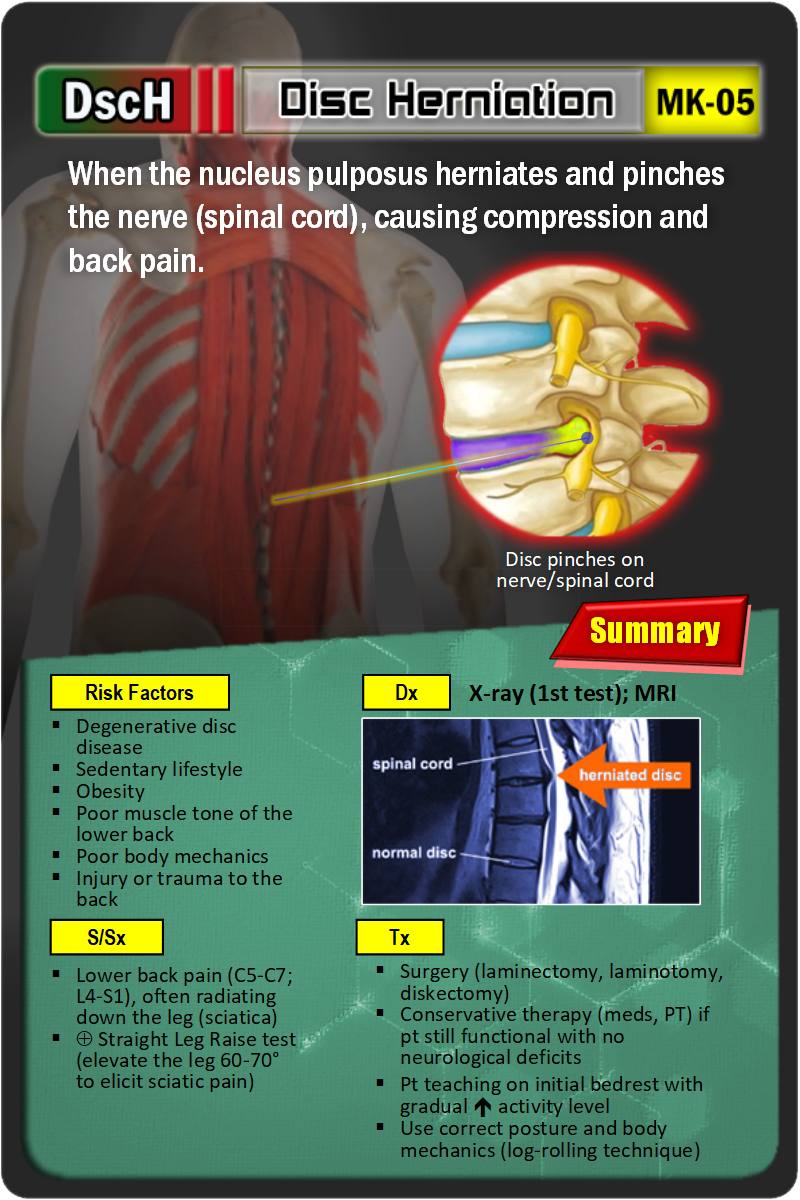 DscH
Disc Herniation
MK-05
When the nucleus pulposus herniates and pinches
the nerve (spinal cord), causing compression and
back pain.
Disc pinches on
nerve/spinal cord
Summary
Risk Factors
▪ Degenerative disc
disease
▪ Sedentary lifestyle
▪ Obesity
▪ Poor muscle tone of the
lower back
▪ Poor body mechanics
▪ Injury or trauma to the
back
Dx
X-ray (1st test); MRI
spinal cord
herniated disc
normal disc
S/Sx
▪ Lower back pain (C5-C7;
L4-S1), often radiating
down the leg (sciatica)
▪ ⊕ Straight Leg Raise test
(elevate the leg 60-70°
to elicit sciatic pain)
Tx
▪ Surgery (laminectomy, laminotomy,
diskectomy)
▪ Conservative therapy (meds, PT) if
pt still functional with no
neurological deficits
▪ Pt teaching on initial bedrest with
gradual 🡅 activity level
▪ Use correct posture and body
mechanics (log-rolling technique)